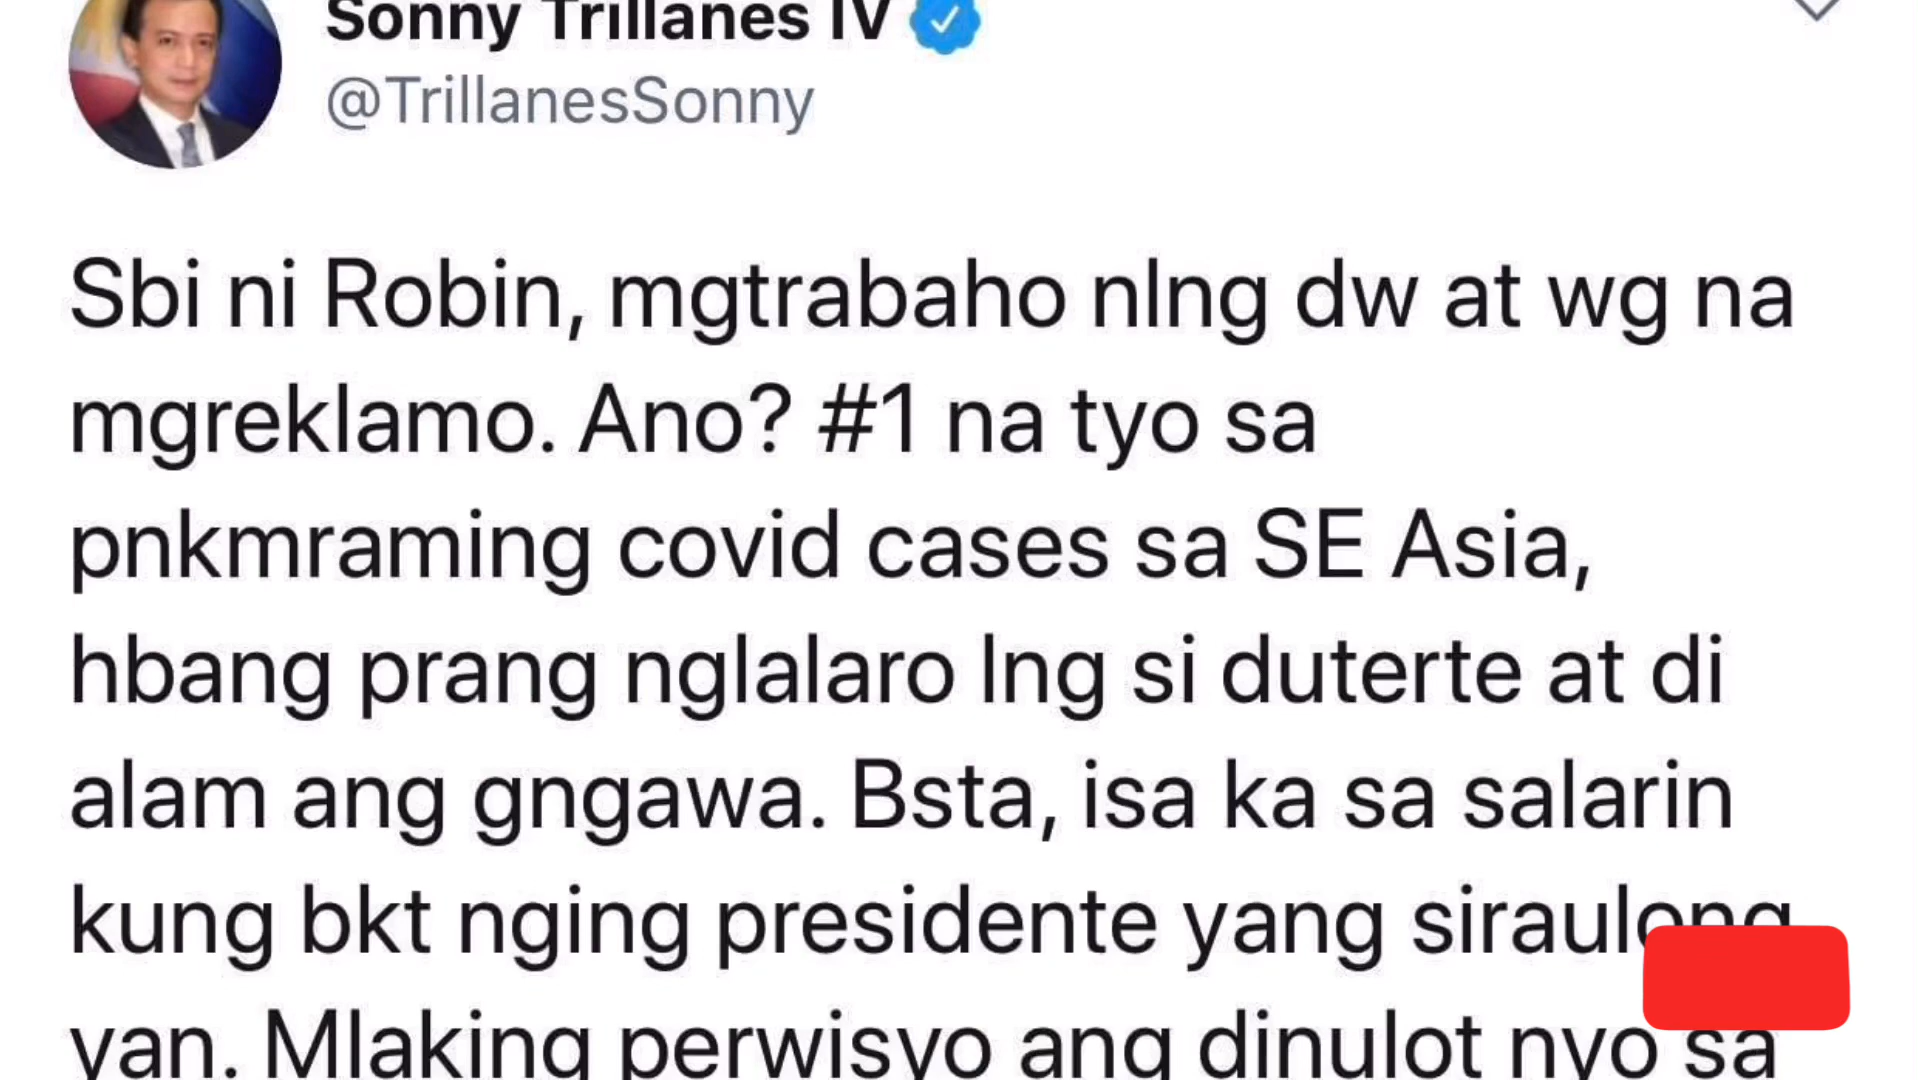 Sonny Trillanes IV
@TrillanesSonny
Sbi ni Robin, mgtrabaho nlng dw at wg na
mgreklamo. Ano? #1 na tyo sa
pnkmraming covid cases sa SE Asia,
hbang prang nglalaro lng si duterte at di
alam ang gngawa. Bsta, isa ka sa salarin
kung bkt nging presidente yang siraulong
yan. Mlaking perwisyo ang dinulot nyo sa